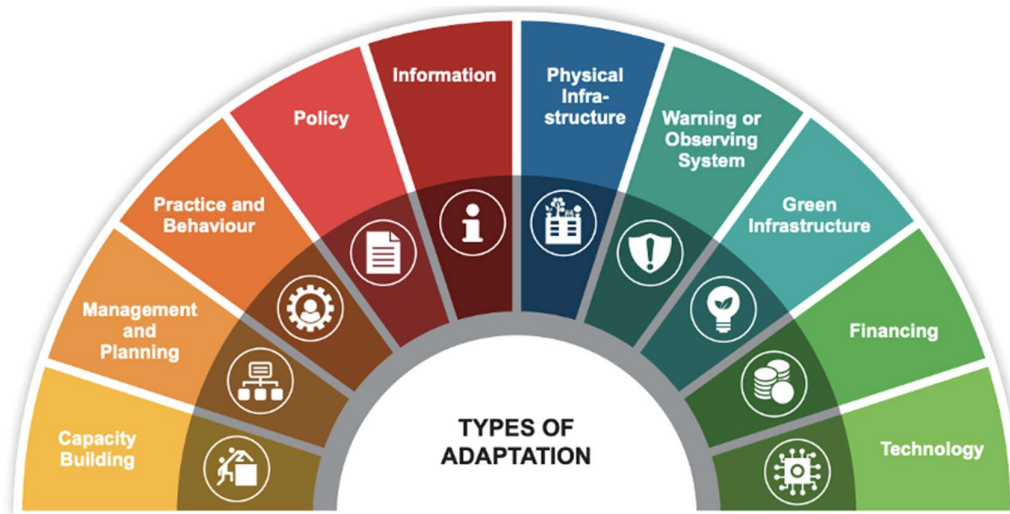 Capacity
Building
Management
and
Planning
Practice and
Behaviour
Policy
Information
Physical
Infra-
structure
Warning or
Observing
System
Green
Infrastructure
Financing
Technology
TYPES OF
ADAPTATION